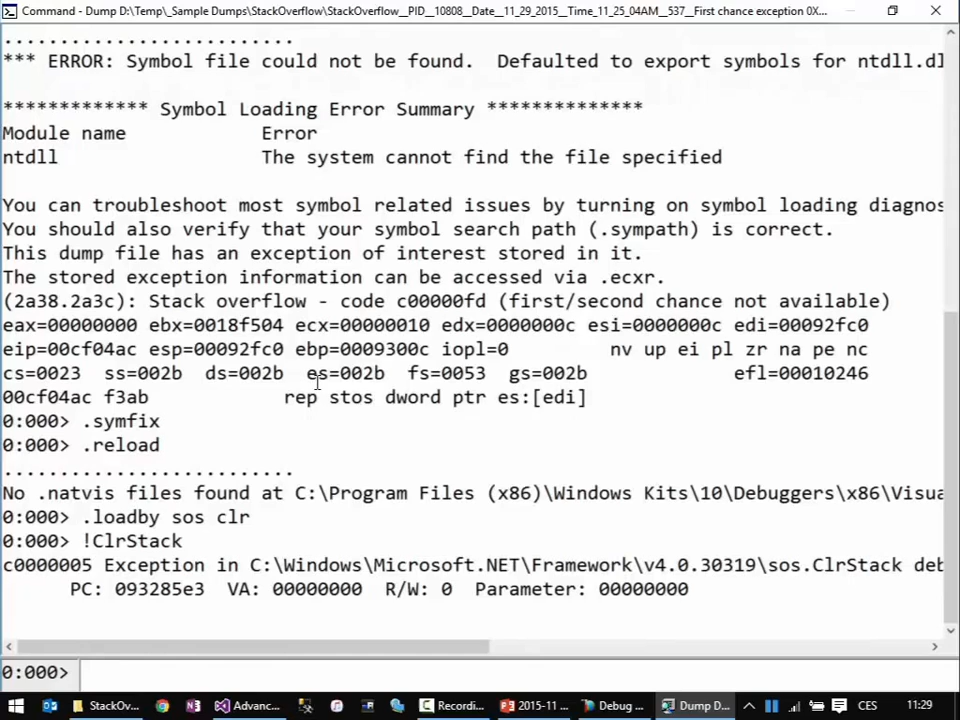 Command - Dump D:\Temp\_Sample Dumps\StackOverflow\StackOverflow__PID__10808__Date__11_29_2015__Time_11_25_04AM__537__First chance exception 0X...
..........................
*** ERROR: Symbol file could not be found.  Defaulted to export symbols for ntdll.dl
************* Symbol Loading Error Summary **************
Module name            Error
ntdll                  The system cannot find the file specified
You can troubleshoot most symbol related issues by turning on symbol loading diagnos
You should also verify that your symbol search path (.sympath) is correct.
This dump file has an exception of interest stored in it.
The stored exception information can be accessed via .ecxr.
(2a38.2a3c): Stack overflow - code c00000fd (first/second chance not available)
eax=00000000 ebx=0018f504 ecx=00000010 edx=0000000c esi=0000000c edi=00092fc0
eip=00cf04ac esp=00092fc0 ebp=0009300c iopl=0         nv up ei pl zr na pe nc
cs=0023  ss=002b  ds=002b  es=002b  fs=0053  gs=002b             efl=00010246
00cf04ac f3ab            rep stos dword ptr es:[edi]
0:000> .symfix
0:000> .reload
..........................
No .natvis files found at C:\Program Files (x86)\Windows Kits\10\Debuggers\x86\Visua
0:000> .loadby sos clr
0:000> !ClrStack
c0000005 Exception in C:\Windows\Microsoft.NET\Framework\v4.0.30319\sos.ClrStack deb
      PC: 093285e3  VA: 00000000  R/W: 0  Parameter: 00000000
0:000>
StackOv... Advanc... Recordi... 2015-11 ... Debug ... Dump D... CES 11:29